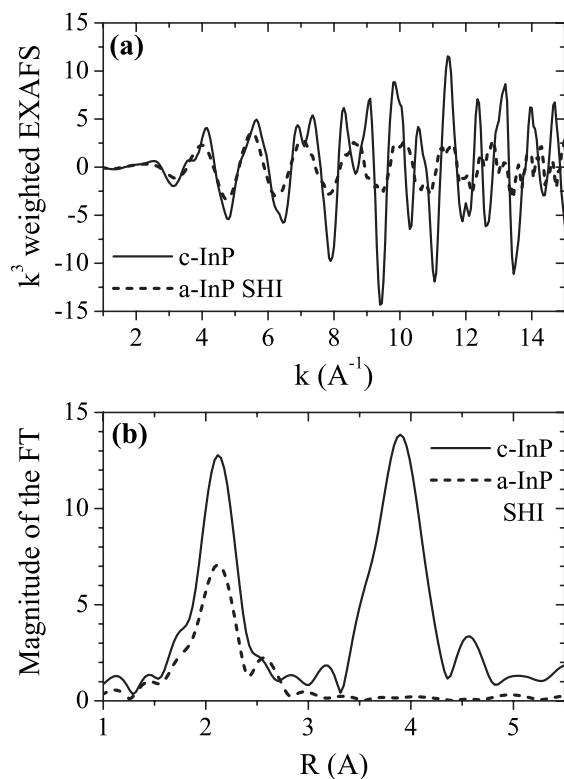 (a)
15
10
5
0
-5
-10
-15
k³ weighted EXAFS
c-InP
a-InP SHI
2 4 6 8 10 12 14
k (A⁻¹)
(b)
15
10
5
0
Magnitude of the FT
c-InP
a-InP
SHI
1 2 3 4 5
R (A)